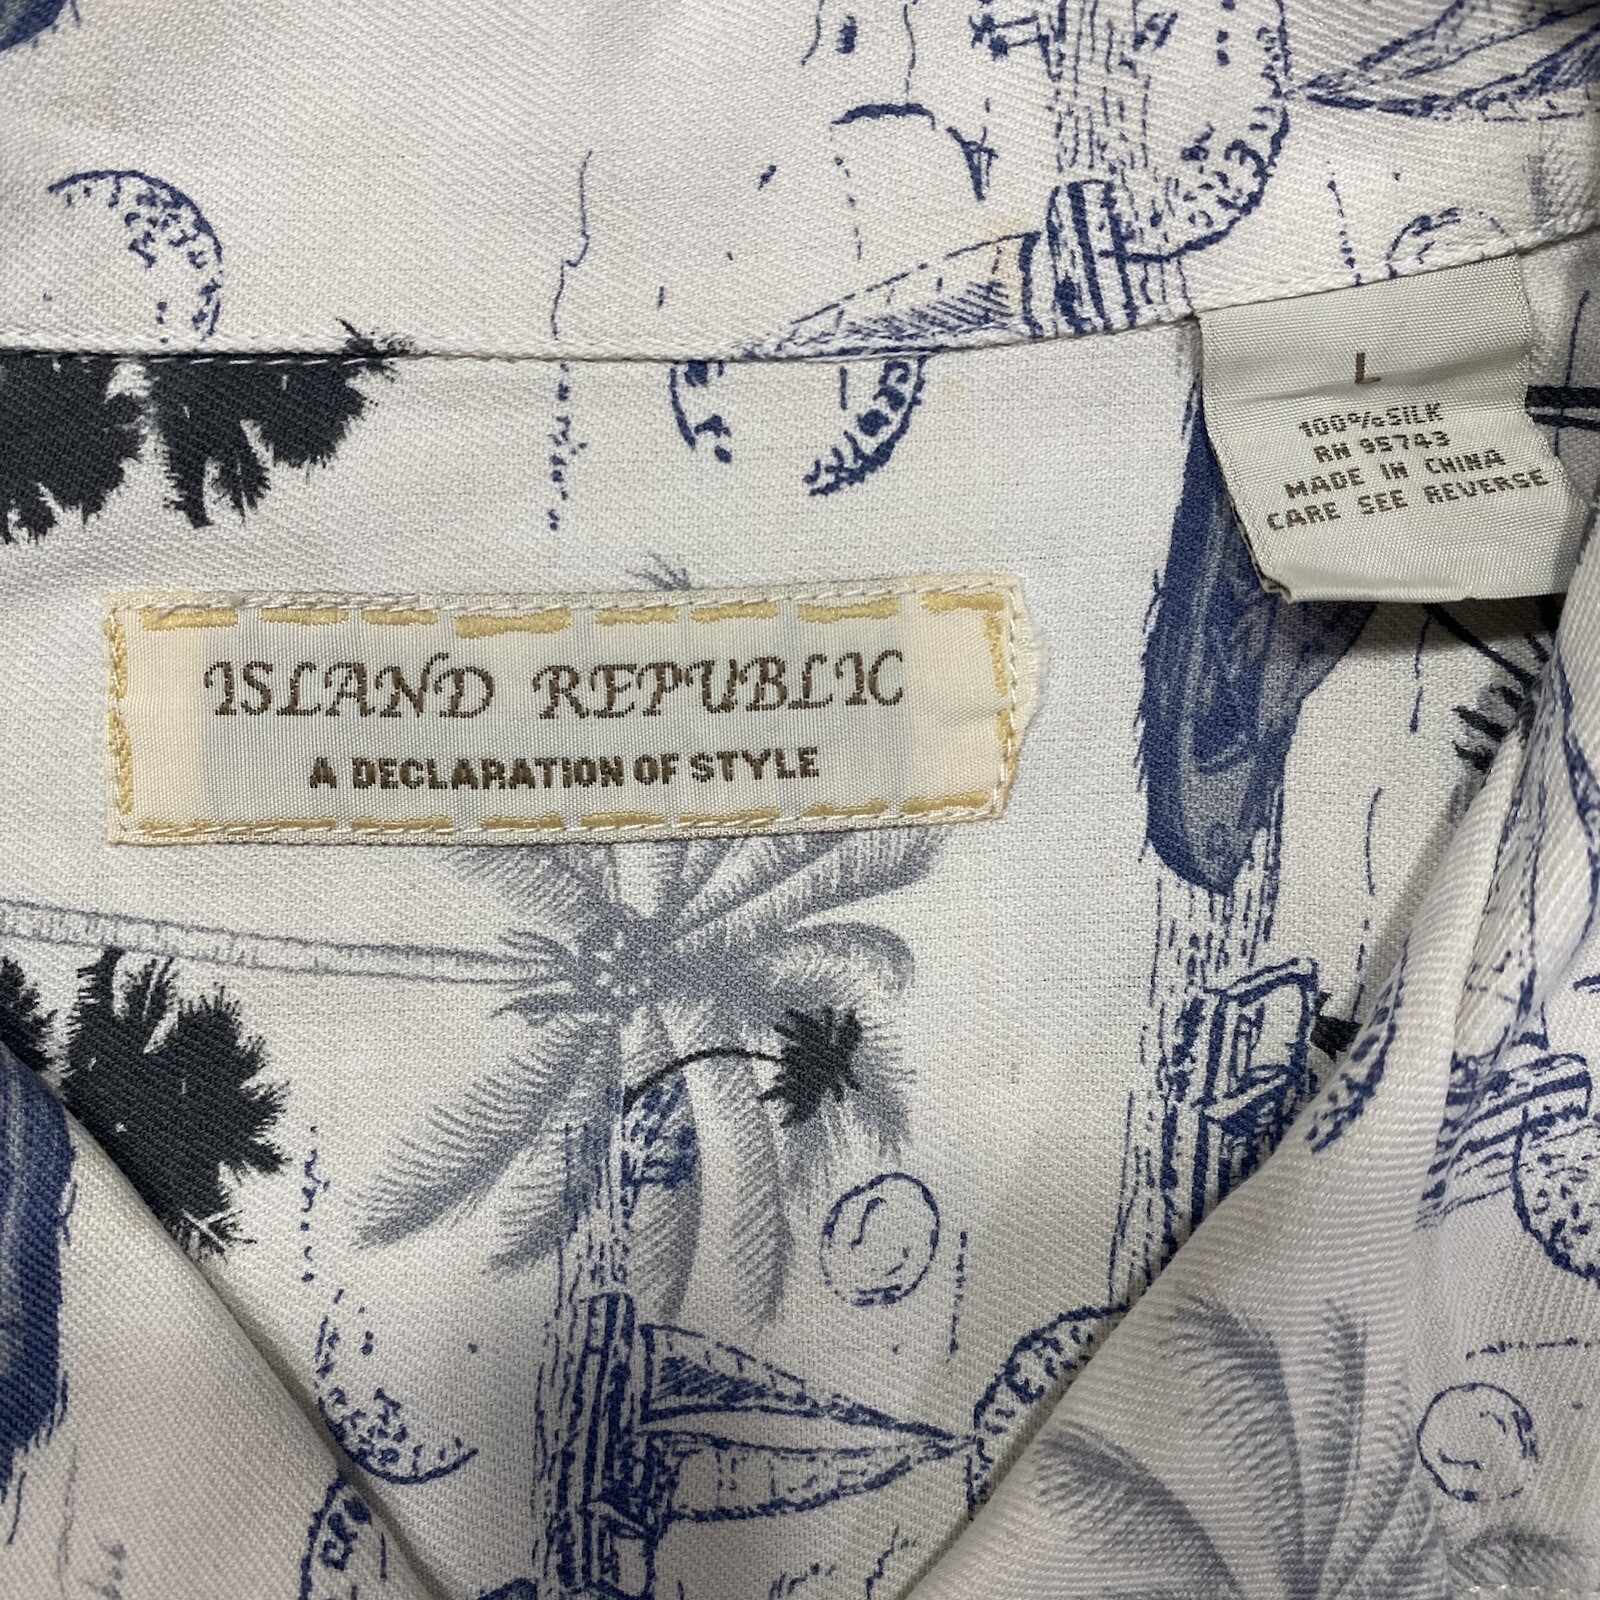 ISLAND REPUBLIC
A DECLARATION OF STYLE
L
100%SILK
RN 95743
MADE IN CHINA
CARE SEE REVERSE